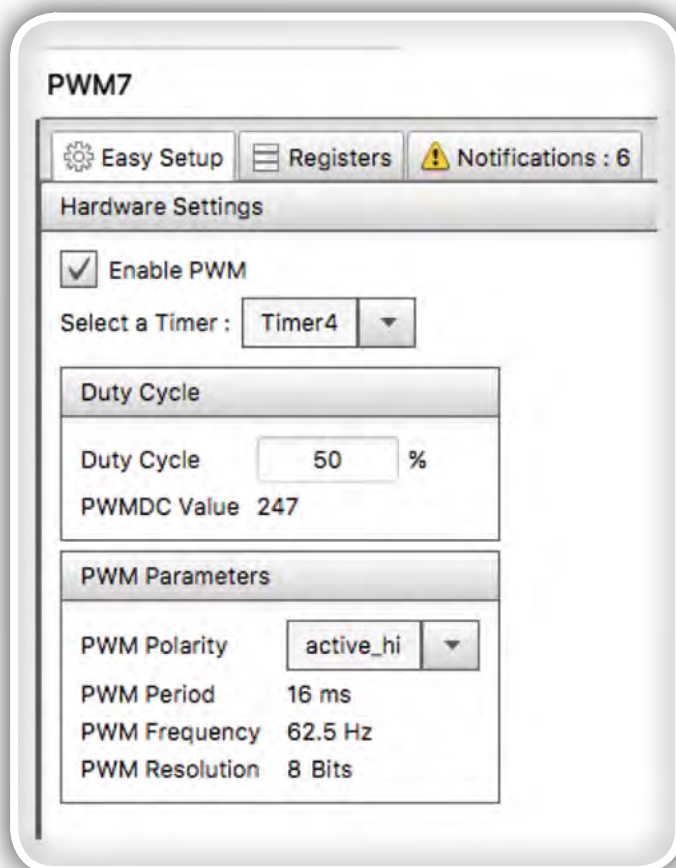 PWM7
Easy Setup Registers Notifications : 6
Hardware Settings
Enable PWM
Select a Timer : Timer4
Duty Cycle
Duty Cycle 50 %
PWMDC Value 247
PWM Parameters
PWM Polarity active_hi
PWM Period 16 ms
PWM Frequency 62.5 Hz
PWM Resolution 8 Bits